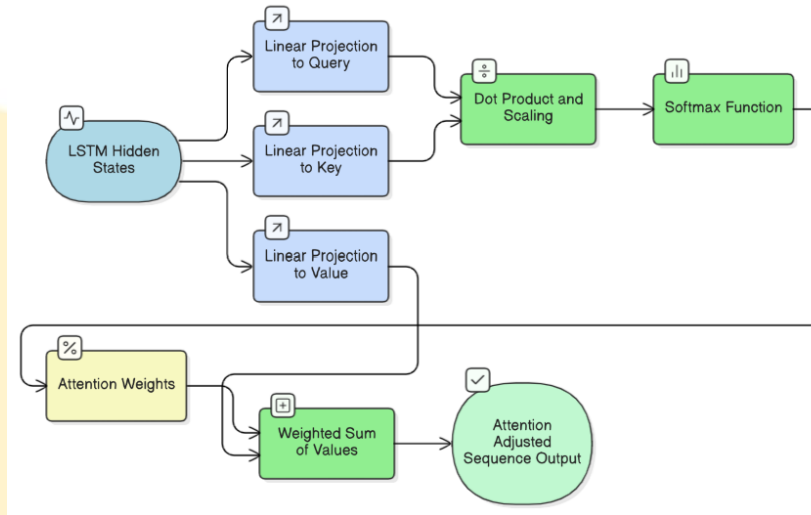 Linear Projection
to Query
Dot Product and
Scaling
Softmax Function
LSTM Hidden
States
Linear Projection
to Key
Linear Projection
to Value
Attention Weights
Weighted Sum
of Values
Attention
Adjusted
Sequence Output